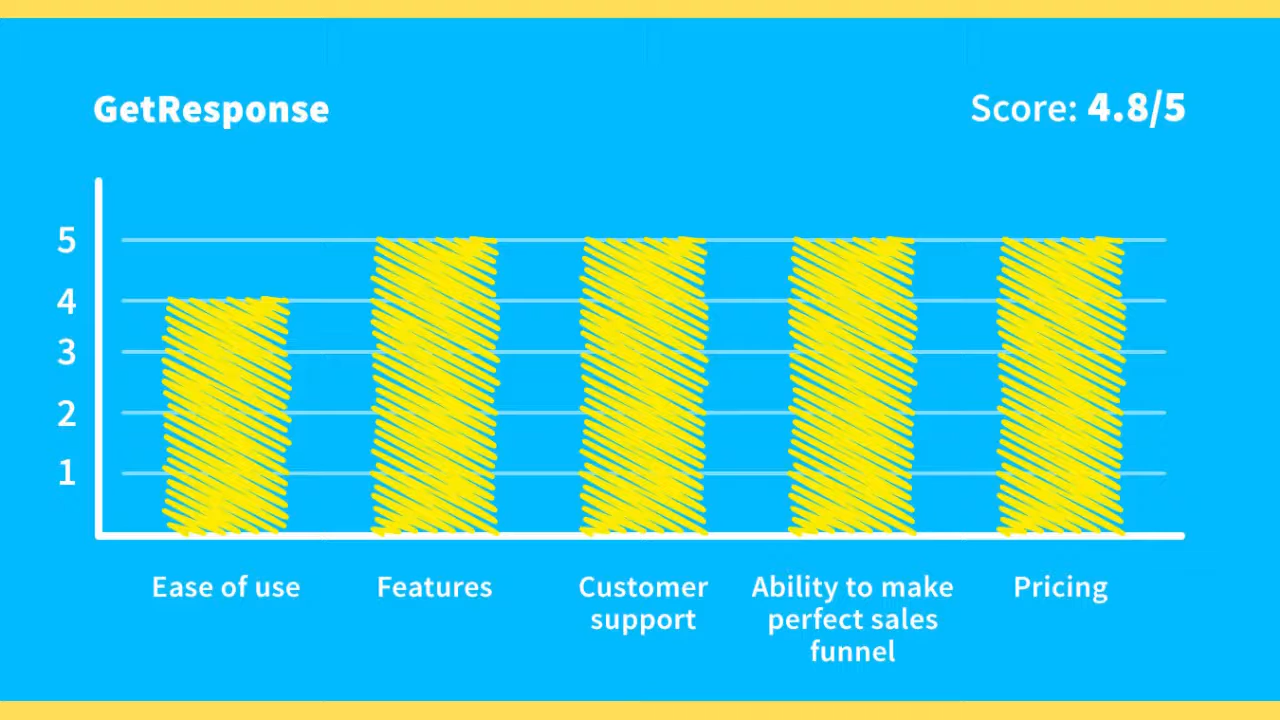 GetResponse
Score: 4.8/5
5
4
3
2
1
Ease of use
Features
Customer
support
Ability to make
perfect sales
funnel
Pricing